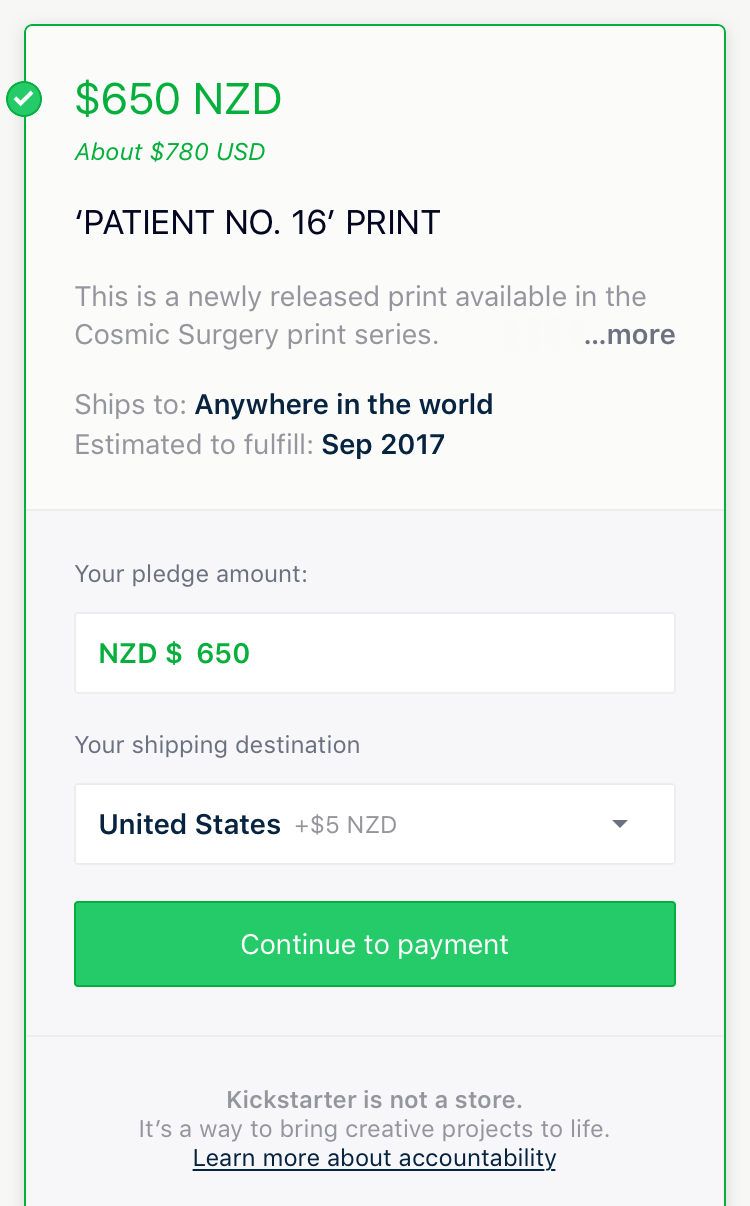 $650 NZD
About $780 USD
‘PATIENT NO. 16’ PRINT
This is a newly released print available in the
Cosmic Surgery print series. ...more
Ships to: Anywhere in the world
Estimated to fulfill: Sep 2017
Your pledge amount:
NZD $ 650
Your shipping destination
United States +$5 NZD
Continue to payment
Kickstarter is not a store.
It’s a way to bring creative projects to life.
Learn more about accountability